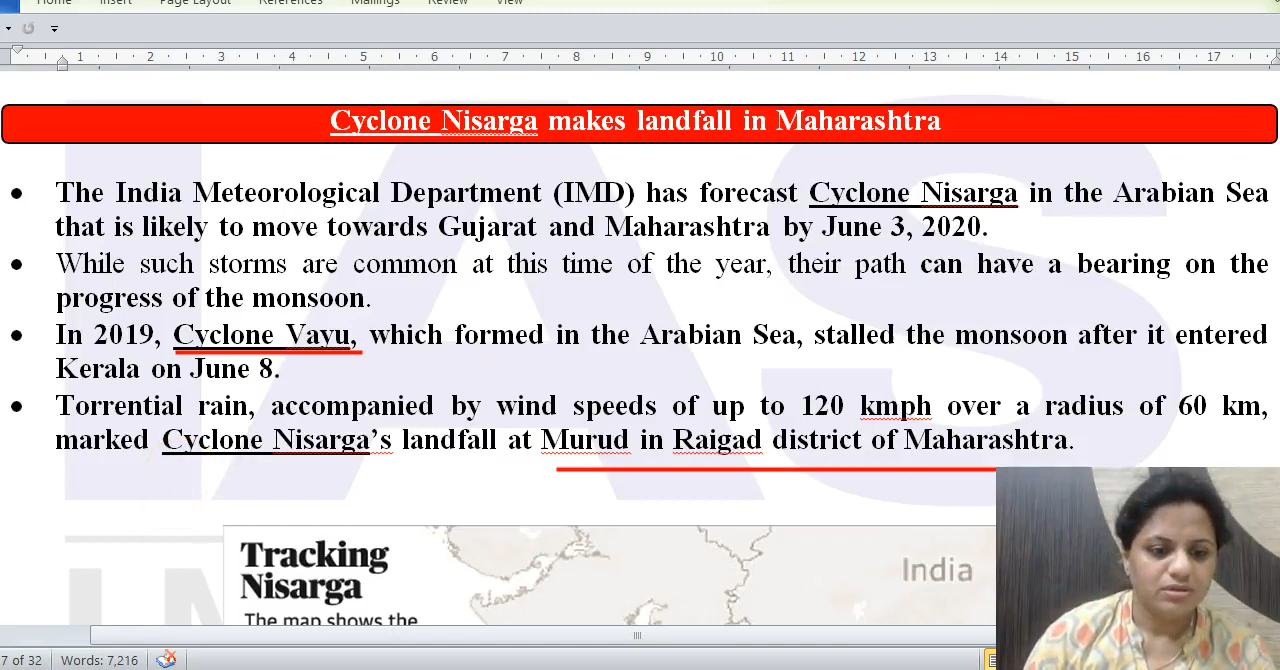 Home Page Layout References Mailings Review View
1 2 3 4 5 6 7 8 9 10 11 12 13 14 15 16 17
Cyclone Nisarga makes landfall in Maharashtra
• The India Meteorological Department (IMD) has forecast Cyclone Nisarga in the Arabian Sea
that is likely to move towards Gujarat and Maharashtra by June 3, 2020.
• While such storms are common at this time of the year, their path can have a bearing on the
progress of the monsoon.
• In 2019, Cyclone Vayu, which formed in the Arabian Sea, stalled the monsoon after it entered
Kerala on June 8.
• Torrential rain, accompanied by wind speeds of up to 120 kmph over a radius of 60 km,
marked Cyclone Nisarga's landfall at Murud in Raigad district of Maharashtra.
IAS
Tracking
Nisarga
The map shows the
India
7 of 32 Words: 7,216